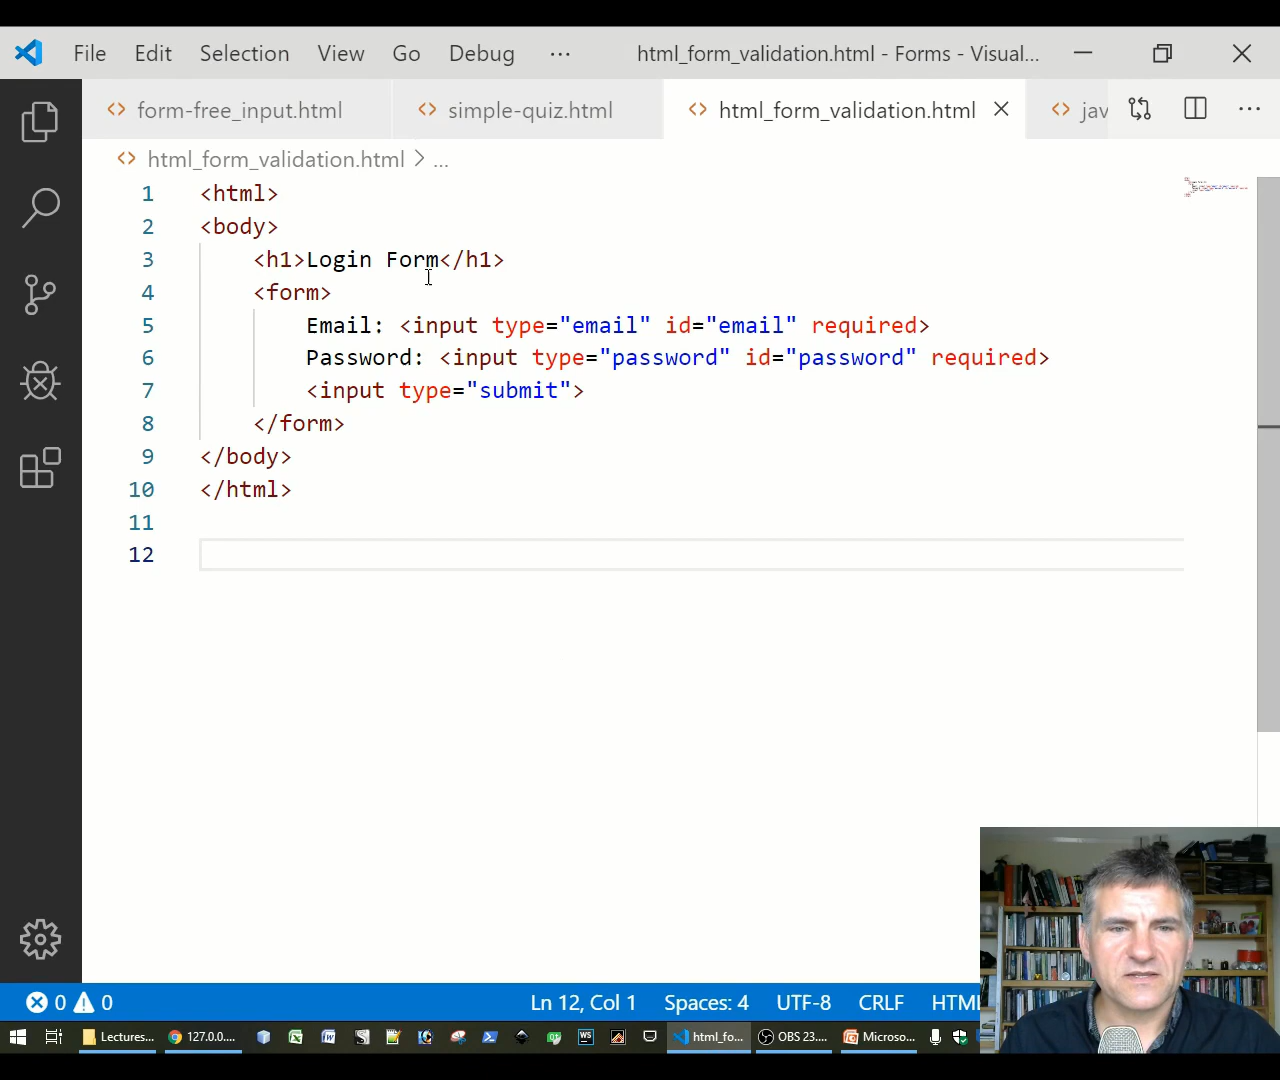 File Edit Selection View Go Debug ··· html_form_validation.html - Forms - Visual...
form-free_input.html simple-quiz.html html_form_validation.html jav
html_form_validation.html > ...
1 <html>
2 <body>
3 <h1>Login Form</h1>
4 <form>
5 Email: <input type="email" id="email" required>
6 Password: <input type="password" id="password" required>
7 <input type="submit">
8 </form>
9 </body>
10 </html>
11
12
0 0 Ln 12, Col 1 Spaces: 4 UTF-8 CRLF HTML
Lectures... 127.0.0.... html_fo... OBS 23.... Microso...